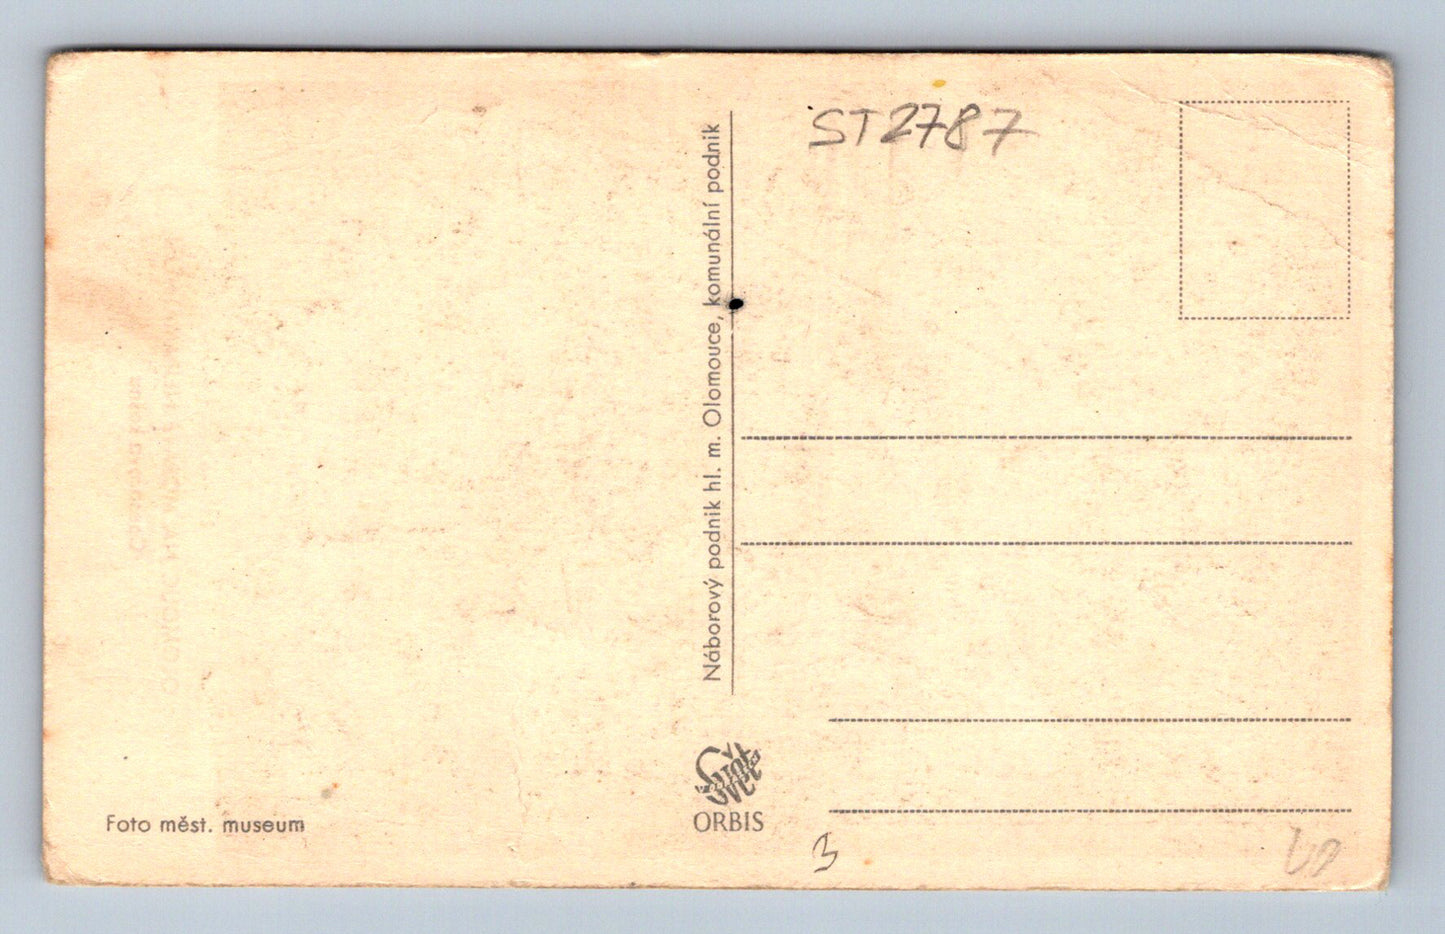 ST2787
Náborový podnik hl. m. Olomouce, komunální podnik
Foto měst. museum
ORBIS
3